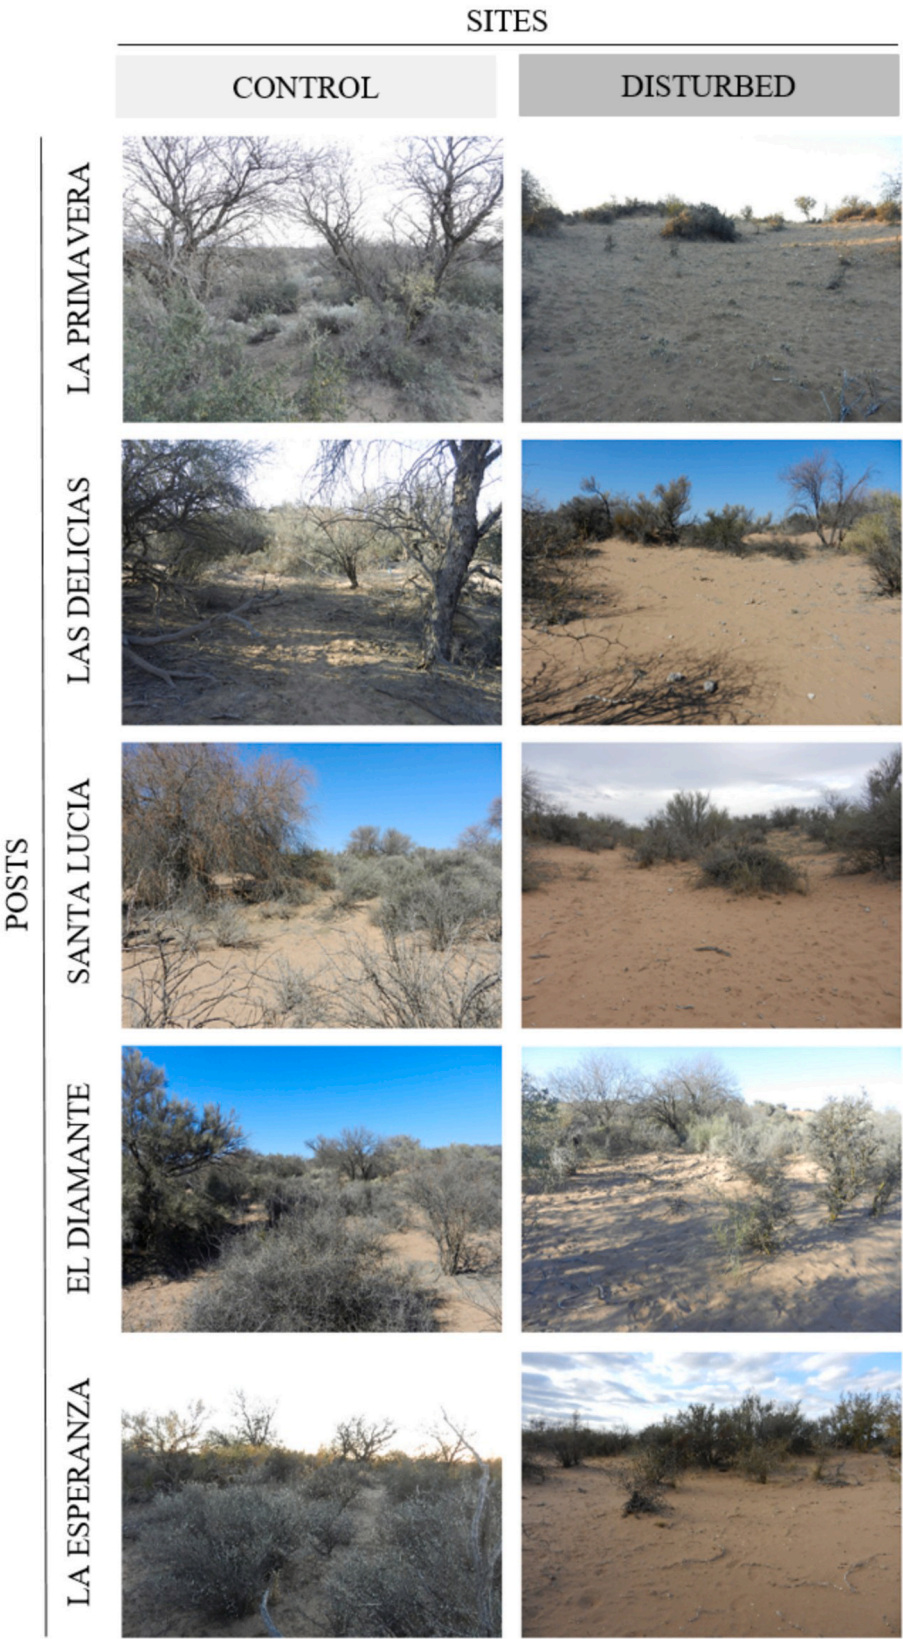 SITES
CONTROL
DISTURBED
POSTS
LA PRIMAVERA
LAS DELICIAS
SANTA LUCIA
EL DIAMANTE
LA ESPERANZA